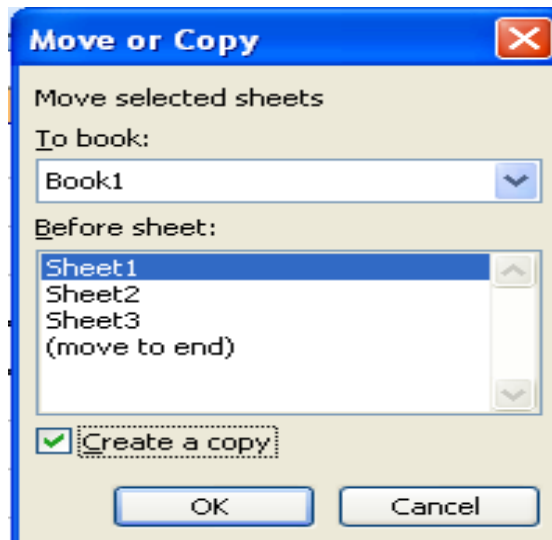 Move or Copy
Move selected sheets
To book:
Book1
Before sheet:
Sheet1
Sheet2
Sheet3
(move to end)
Create a copy
OK Cancel